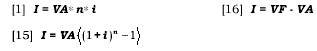 [1] I = VA* n* i
[16] I = VF - VA
[15] I = VA⟨(1+i)ⁿ −1⟩